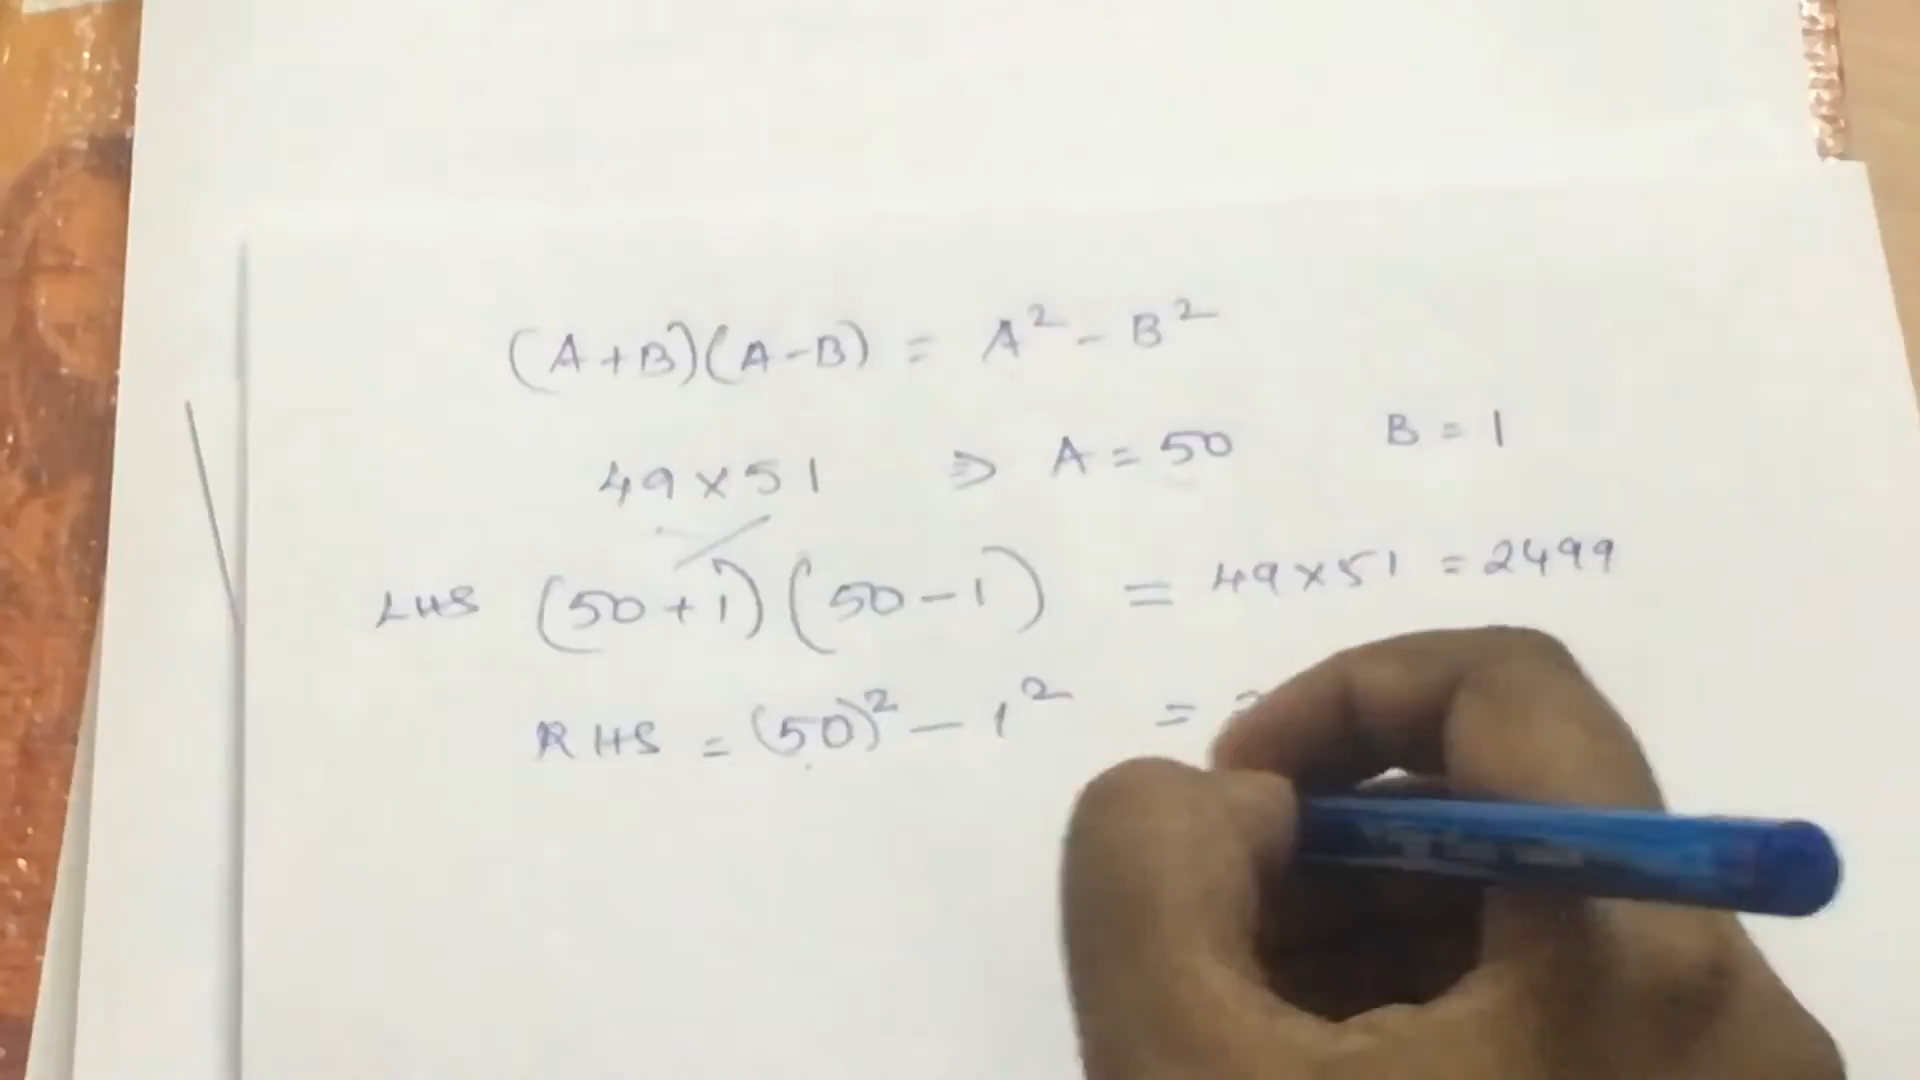 (A+B)(A-B) = A² - B²
49 × 51 ⇒ A = 50 B = 1
LHS (50+1)(50-1) = 49×51 = 2499
RHS = (50)² - 1² =